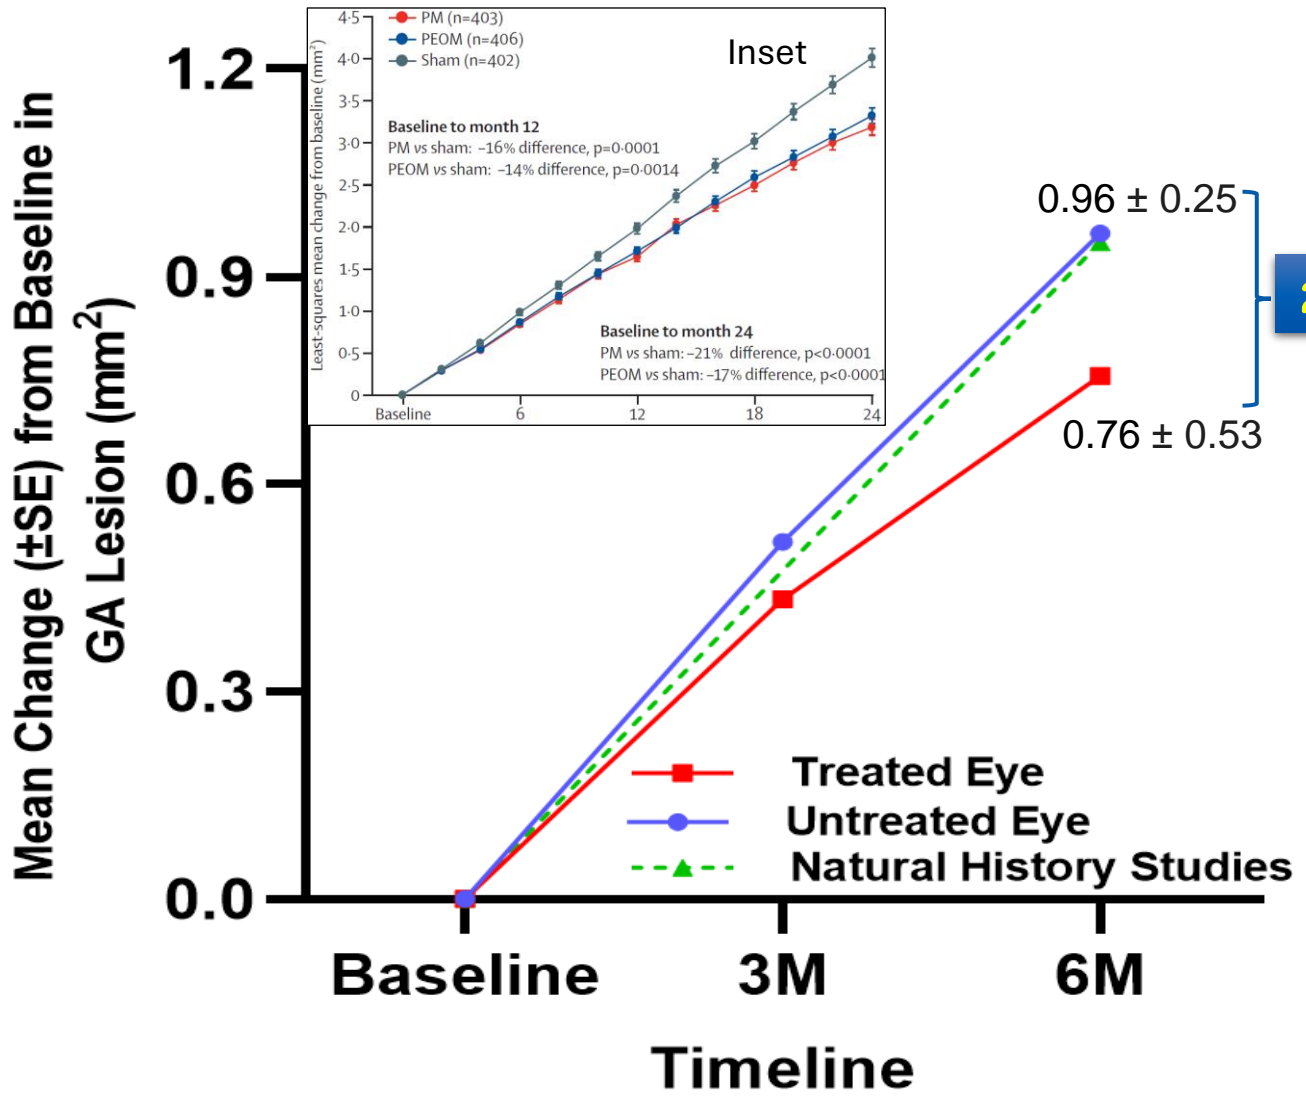 Mean Change (±SE) from Baseline in
GA Lesion (mm²)
1.2
0.9
0.6
0.3
0.0
Baseline
3M
6M
Timeline
0.96 ± 0.25
0.76 ± 0.53
Treated Eye
Untreated Eye
Natural History Studies
Inset
Least-squares mean change from baseline (mm²)
4·5
4·0
3·5
3·0
2·5
2·0
1·5
1·0
0·5
0
PM (n=403)
PEOM (n=406)
Sham (n=402)
Baseline to month 12
PM vs sham: –16% difference, p=0·0001
PEOM vs sham: –14% difference, p=0·0014
Baseline to month 24
PM vs sham: –21% difference, p<0·0001
PEOM vs sham: –17% difference, p<0·0001
Baseline
6
12
18
24